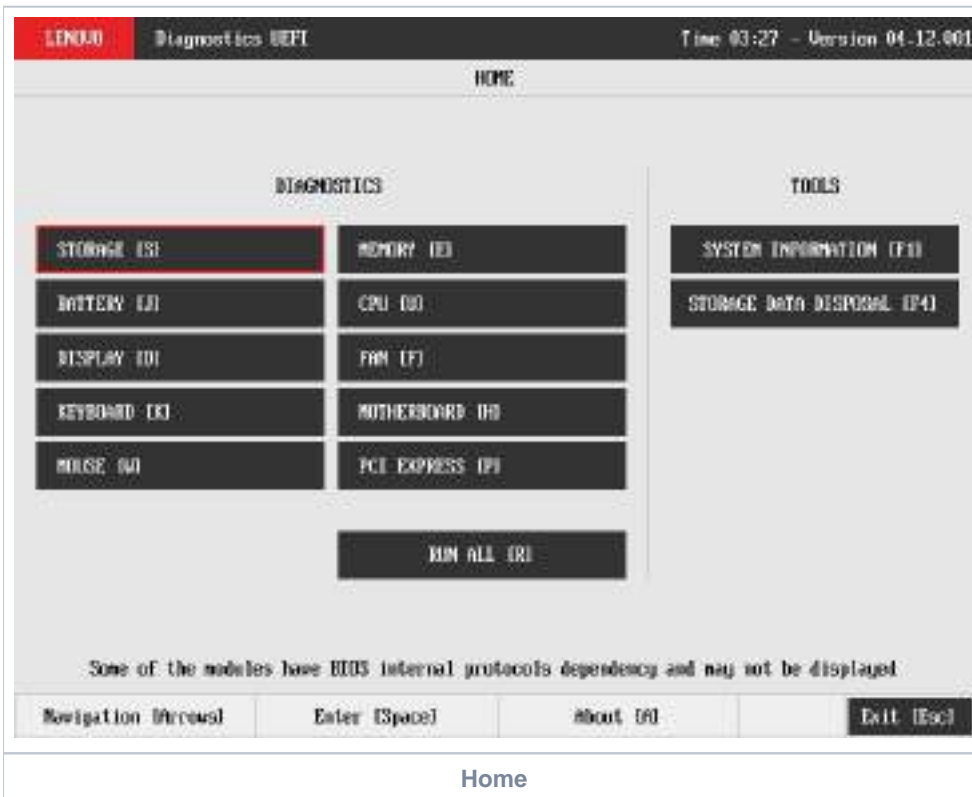 LENOVO Diagnostics UEFI Time 03:27 - Version 04.12.001
HOME
DIAGNOSTICS TOOLS
STORAGE [S] MEMORY [E] SYSTEM INFORMATION [F1]
BATTERY [J] CPU [U] STORAGE DATA DISPOSAL [F4]
DISPLAY [D] FAN [F]
KEYBOARD [K] MOTHERBOARD [H]
MOUSE [W] PCI EXPRESS [P]
RUN ALL [R]
Some of the modules have BIOS internal protocols dependency and may not be displayed
Navigation [Arrows] Enter [Space] About [A] Exit [Esc]
Home